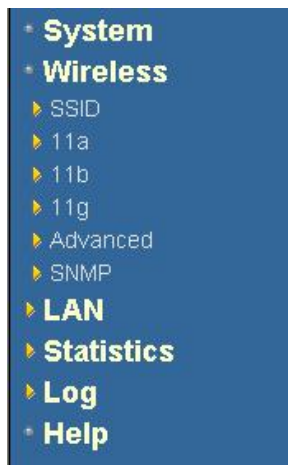 System
Wireless
SSID
11a
11b
11g
Advanced
SNMP
LAN
Statistics
Log
Help